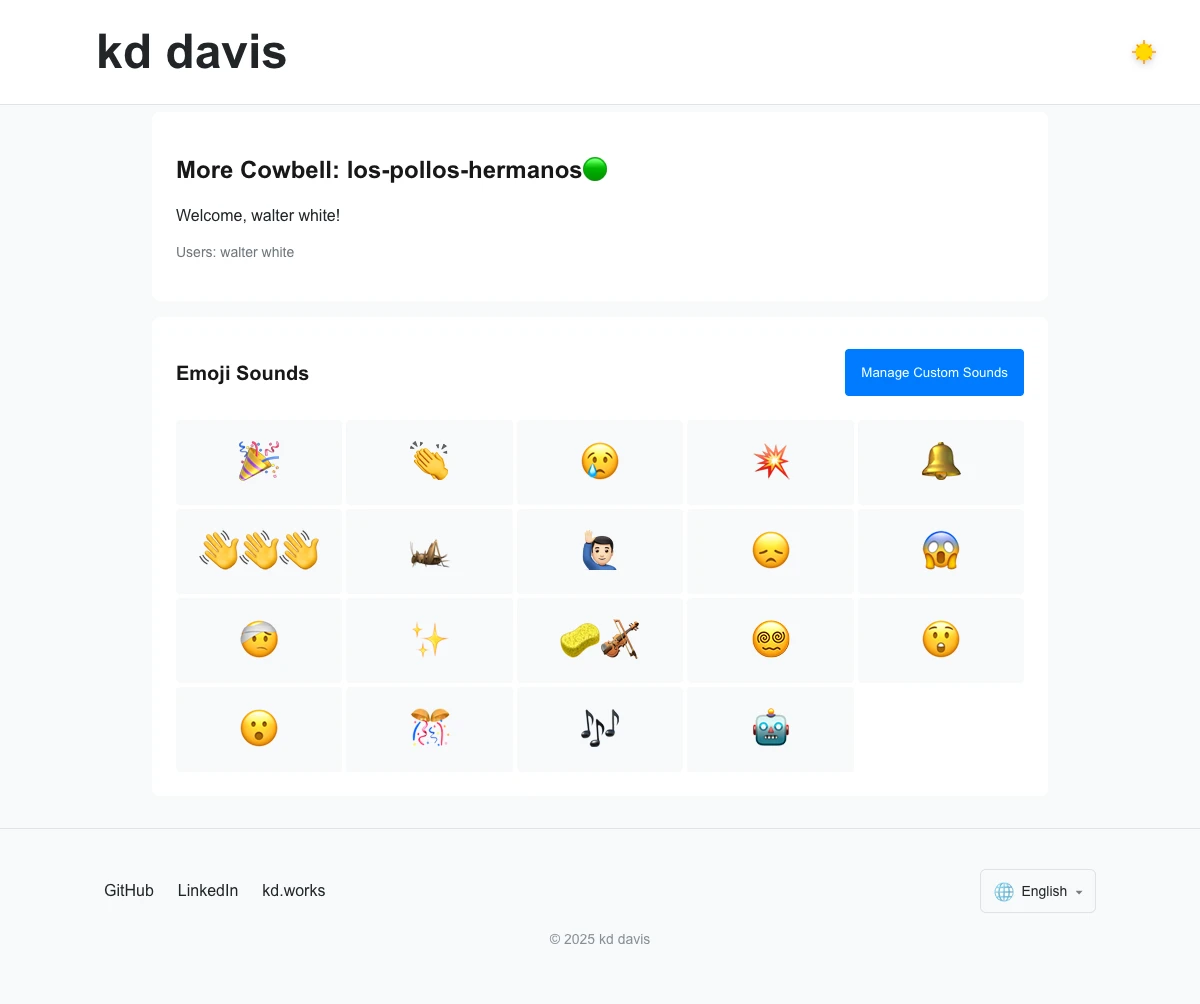 kd davis
More Cowbell: los-pollos-hermanos
Welcome, walter white!
Users: walter white
Emoji Sounds
Manage Custom Sounds
GitHub LinkedIn kd.works
English
© 2025 kd davis